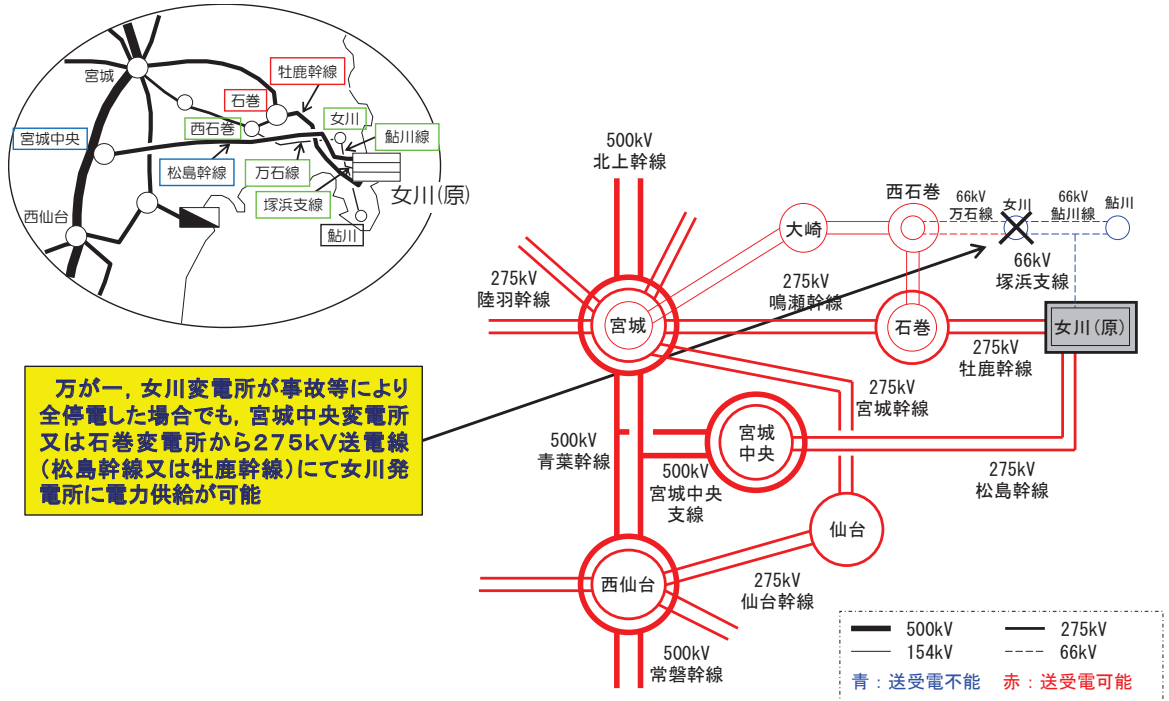 宮城
牡鹿幹線
石巻
女川
西石巻
鮎川線
宮城中央
松島幹線
万石線
塚浜支線
女川(原)
西仙台
鮎川
500kV
北上幹線
西石巻
66kV
万石線
女川
66kV
鮎川線
鮎川
大崎
66kV
塚浜支線
275kV
陸羽幹線
宮城
275kV
鳴瀬幹線
石巻
女川(原)
275kV
牡鹿幹線
万が一，女川変電所が事故等により
全停電した場合でも，宮城中央変電所
又は石巻変電所から275kV送電線
(松島幹線又は牡鹿幹線)にて女川発
電所に電力供給が可能
275kV
宮城幹線
500kV
青葉幹線
宮城
中央
500kV
宮城中央
支線
275kV
松島幹線
仙台
西仙台
275kV
仙台幹線
500kV
常磐幹線
500kV
275kV
154kV
66kV
青：送受電不能
赤：送受電可能